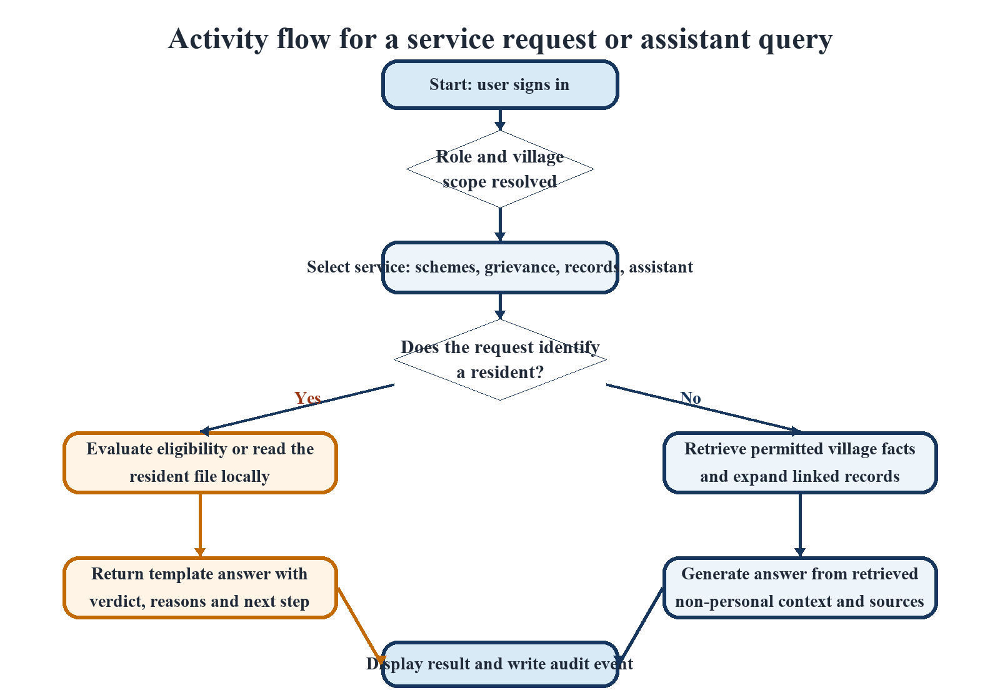 Activity flow for a service request or assistant query
Start: user signs in
Role and village
scope resolved
Select service: schemes, grievance, records, assistant
Does the request identify
a resident?
Yes
No
Evaluate eligibility or read the
resident file locally
Retrieve permitted village facts
and expand linked records
Return template answer with
verdict, reasons and next step
Generate answer from retrieved
non-personal context and sources
Display result and write audit event